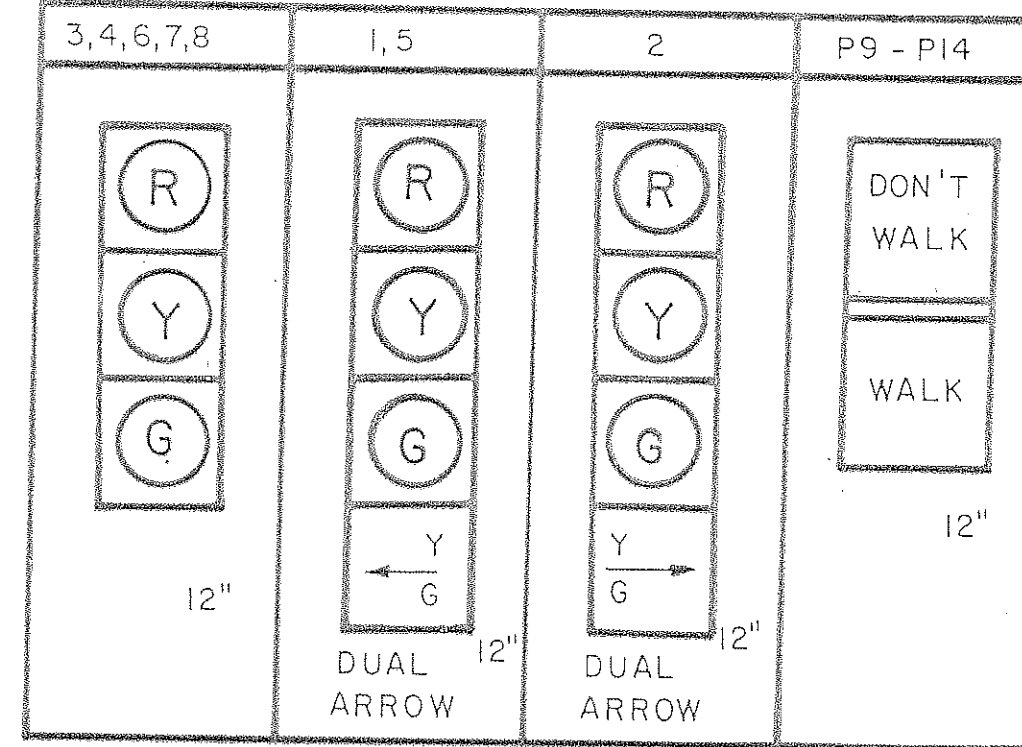 3,4,6,7,8
R
Y
G
12"
1,5
R
Y
G
Y
G
12"
DUAL
ARROW
2
R
Y
G
Y
G
12"
DUAL
ARROW
P9 - P14
DON'T
WALK
WALK
12"